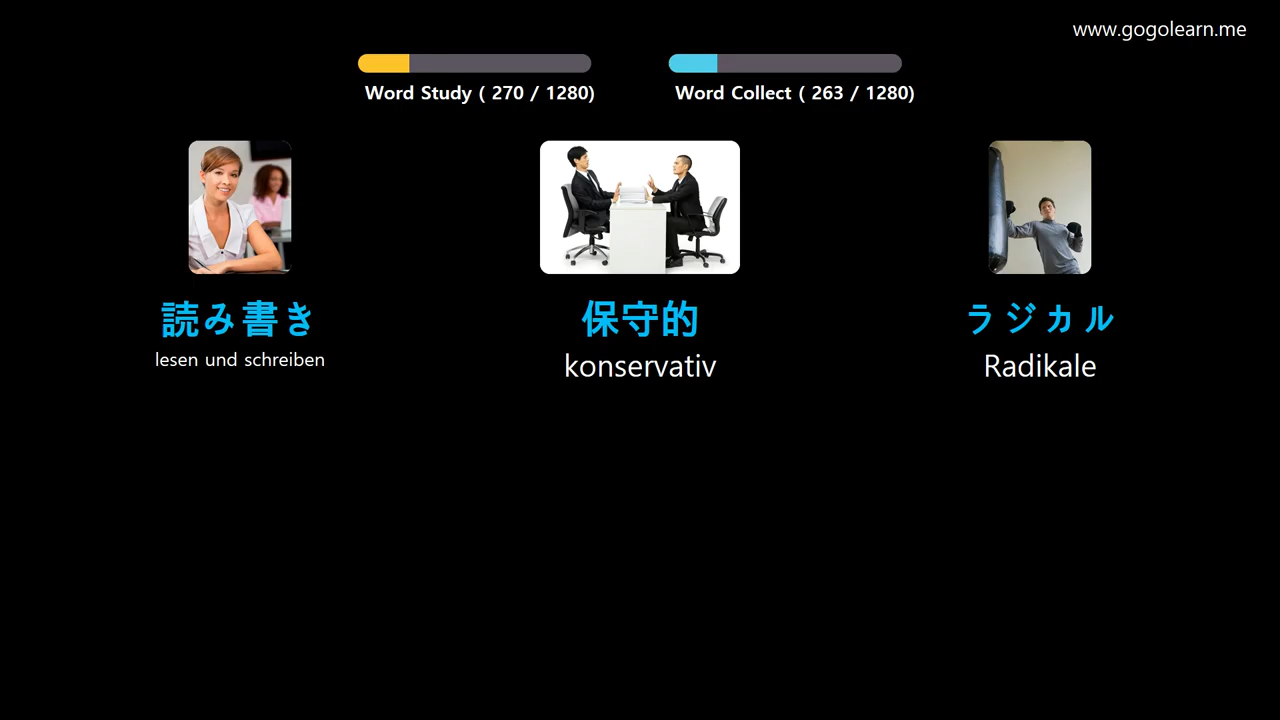 www.gogolearn.me
Word Study ( 270 / 1280)
Word Collect ( 263 / 1280)
読み書き
lesen und schreiben
保守的
konservativ
ラジカル
Radikale